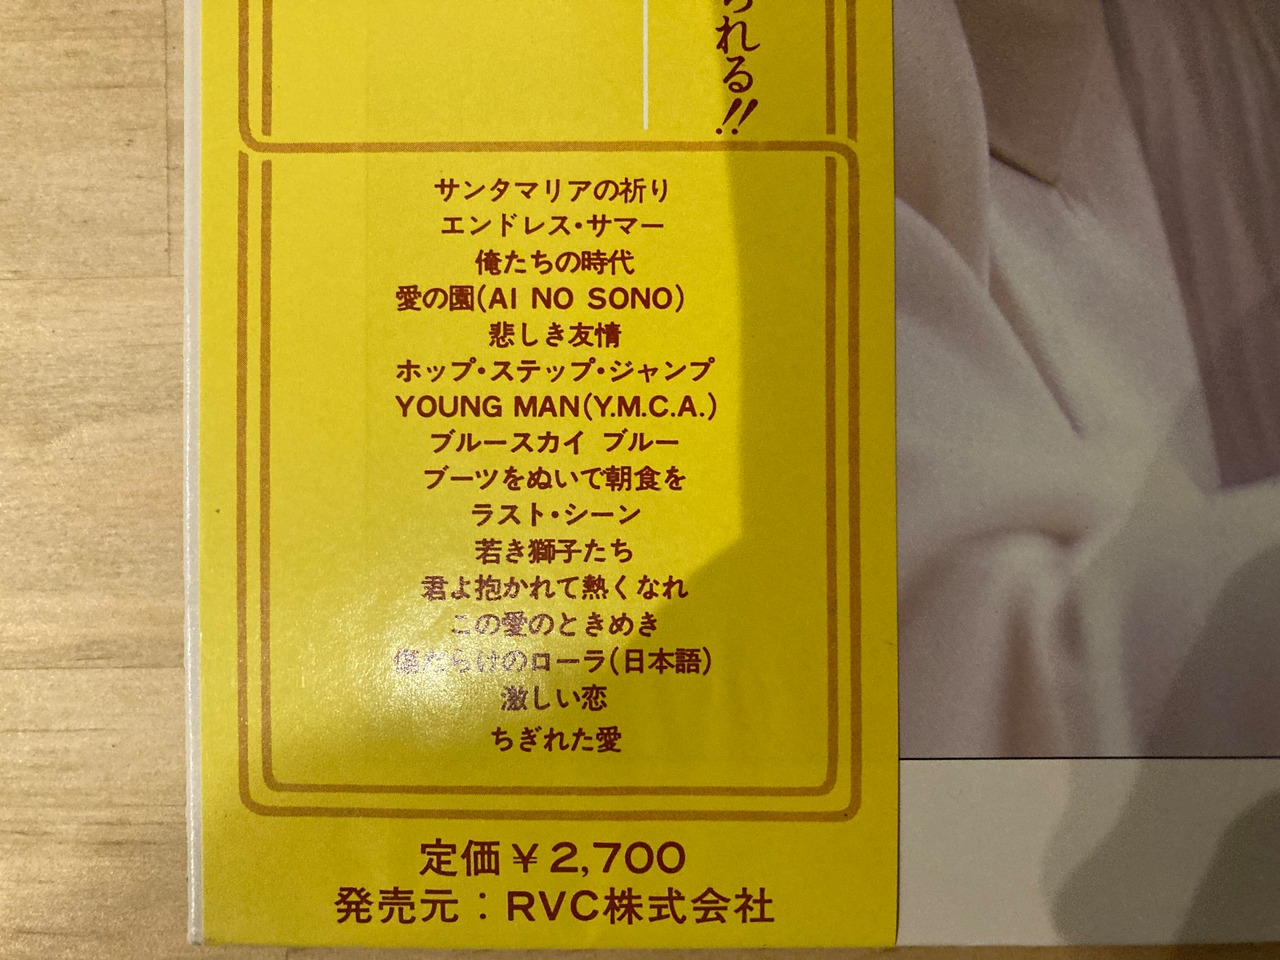 られる!!
サンタマリアの祈り
エンドレス・サマー
俺たちの時代
愛の園(AI NO SONO)
悲しき友情
ホップ・ステップ・ジャンプ
YOUNG MAN(Y.M.C.A.)
ブルースカイ ブルー
ブーツをぬいで朝食を
ラスト・シーン
若き獅子たち
君よ抱かれて熱くなれ
この愛のときめき
傷だらけのローラ(日本語)
激しい恋
ちぎれた愛
定価¥2,700
発売元:RVC株式会社